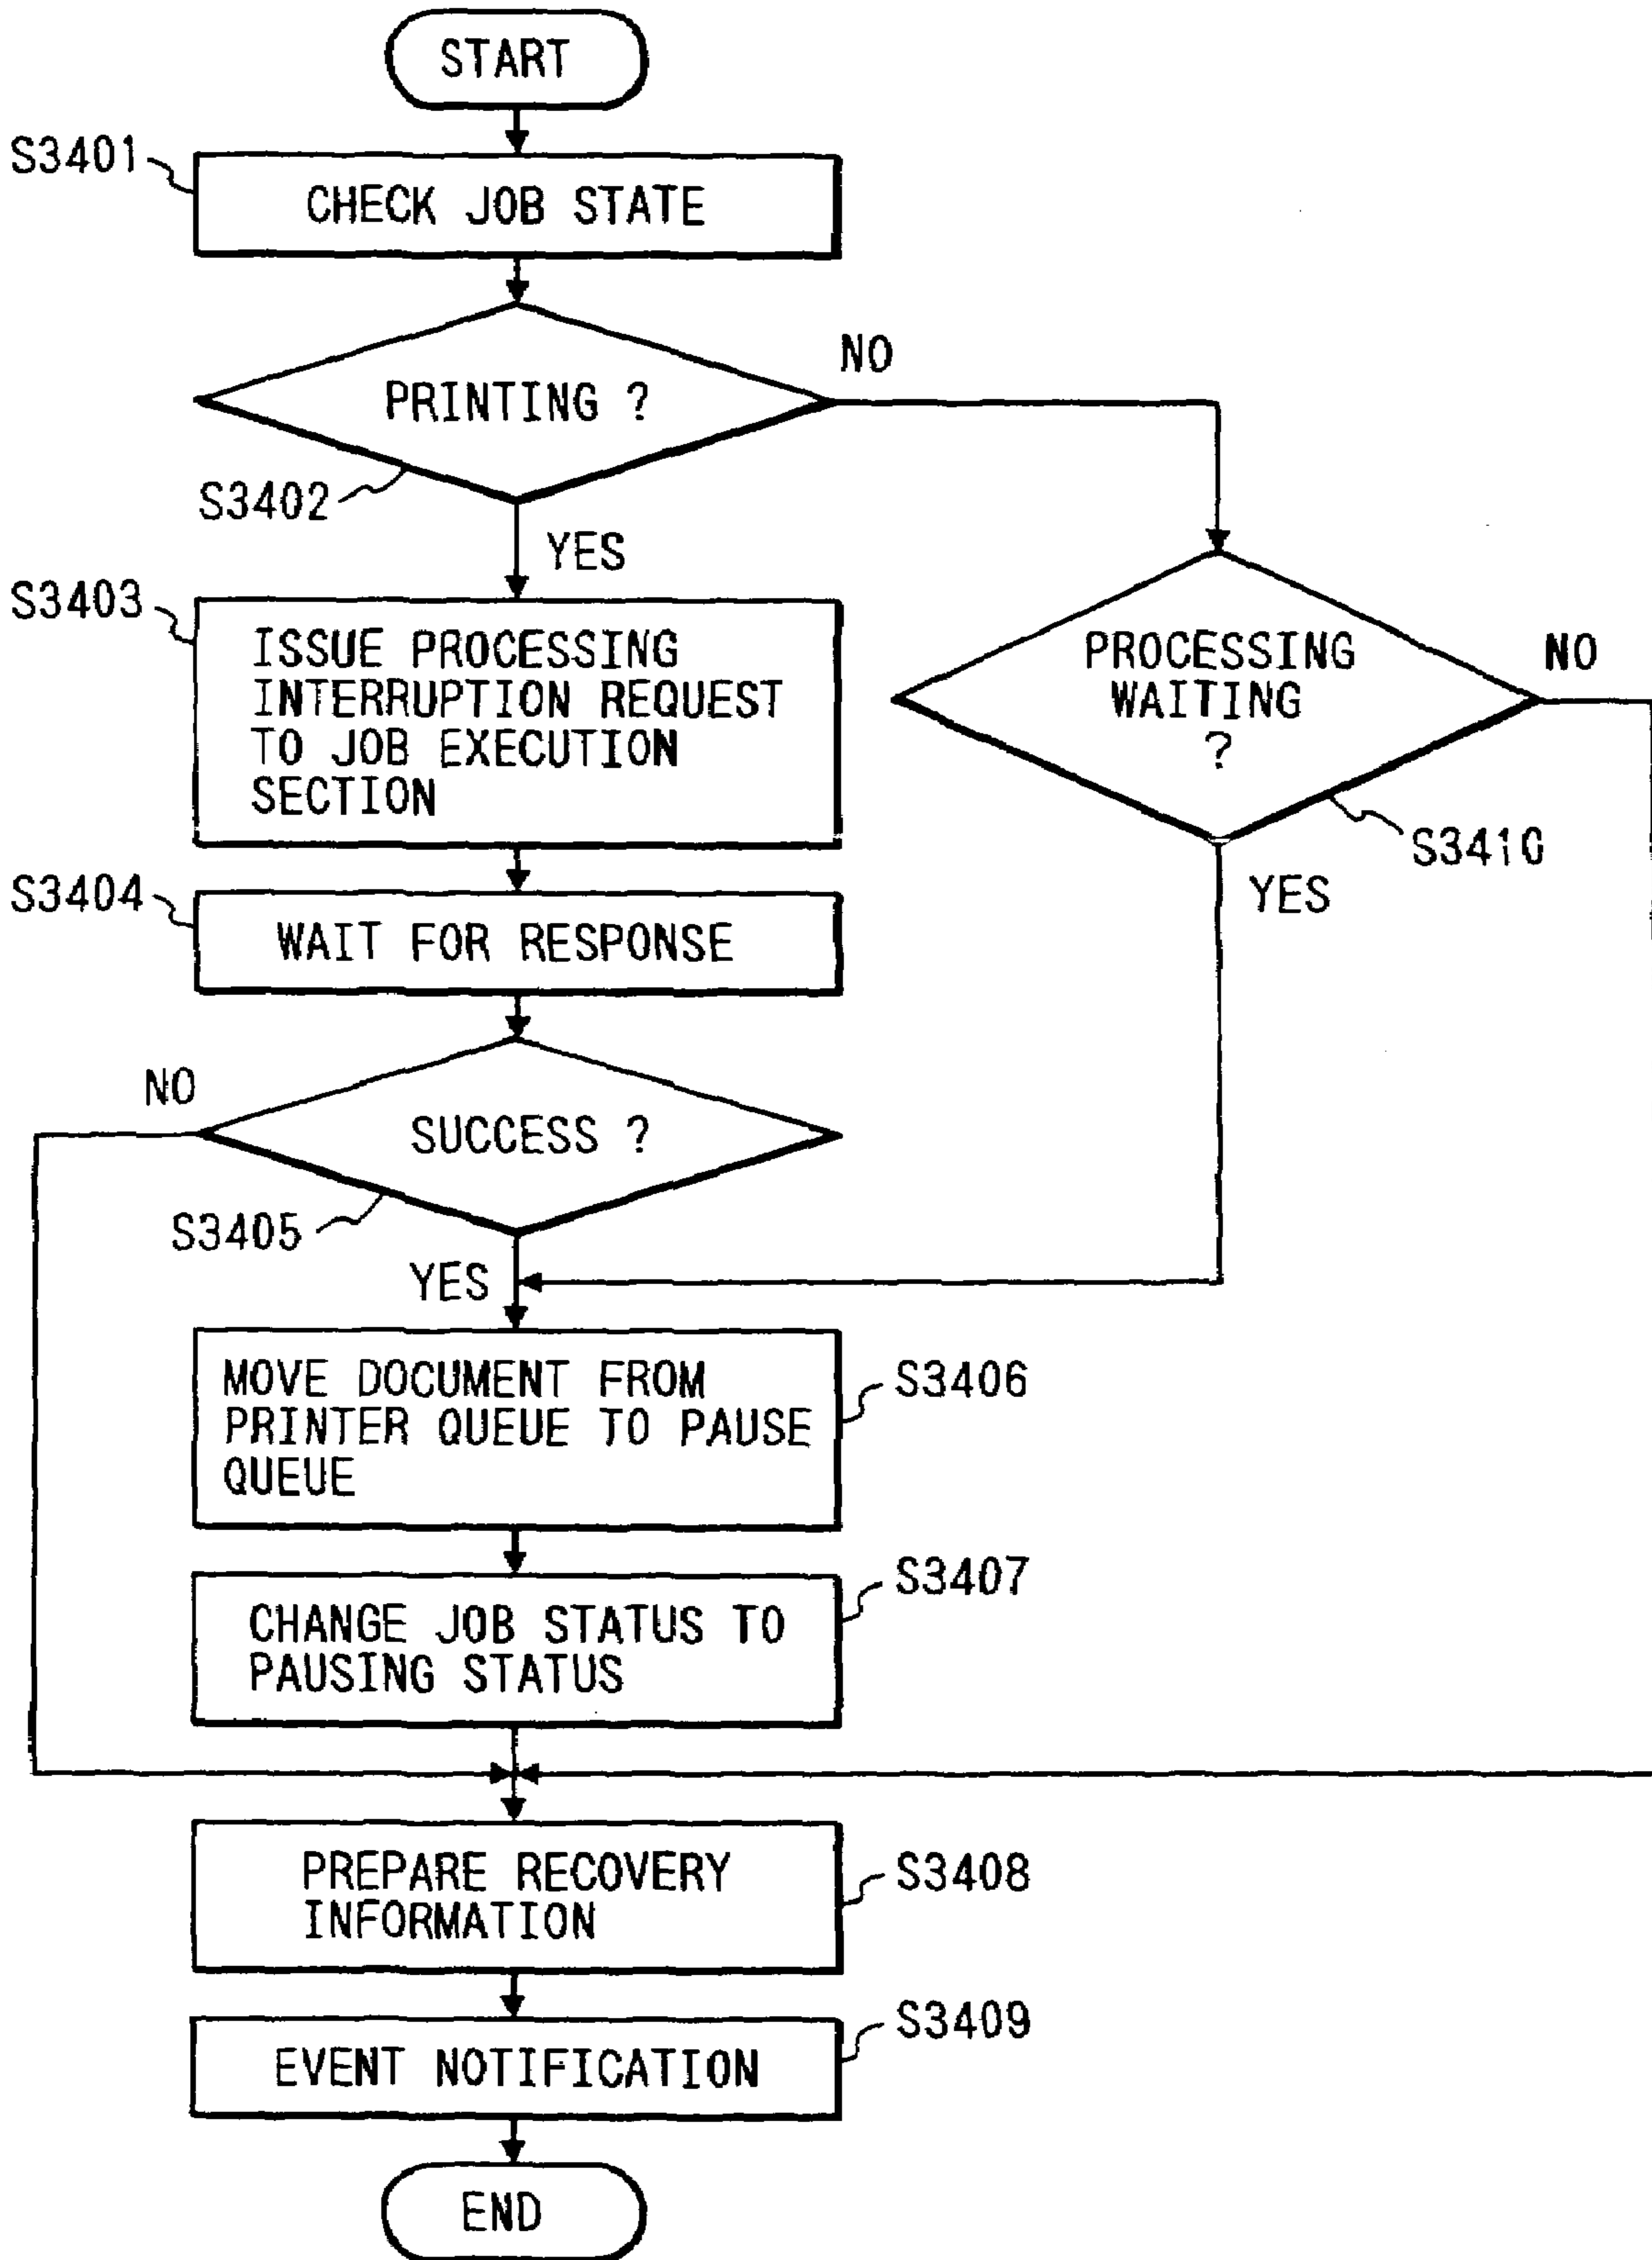 START
S3401
CHECK JOB STATE
NO
PRINTING ?
S3402
YES
S3403
ISSUE PROCESSING
INTERRUPTION REQUEST
TO JOB EXECUTION
SECTION
PROCESSING
WAITING
?
NO
S3410
YES
S3404
WAIT FOR RESPONSE
NO
SUCCESS ?
S3405
YES
MOVE DOCUMENT FROM
PRINTER QUEUE TO PAUSE
QUEUE
S3406
S3407
CHANGE JOB STATUS TO
PAUSING STATUS
PREPARE RECOVERY
INFORMATION
S3408
S3409
EVENT NOTIFICATION
END